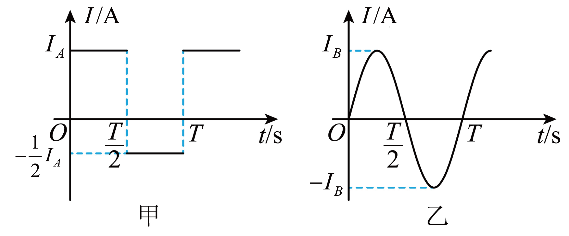 I/A
I_A
O
T/2
T
t/s
-1/2 I_A
甲
I/A
I_B
O
T/2
T
t/s
-I_B
乙